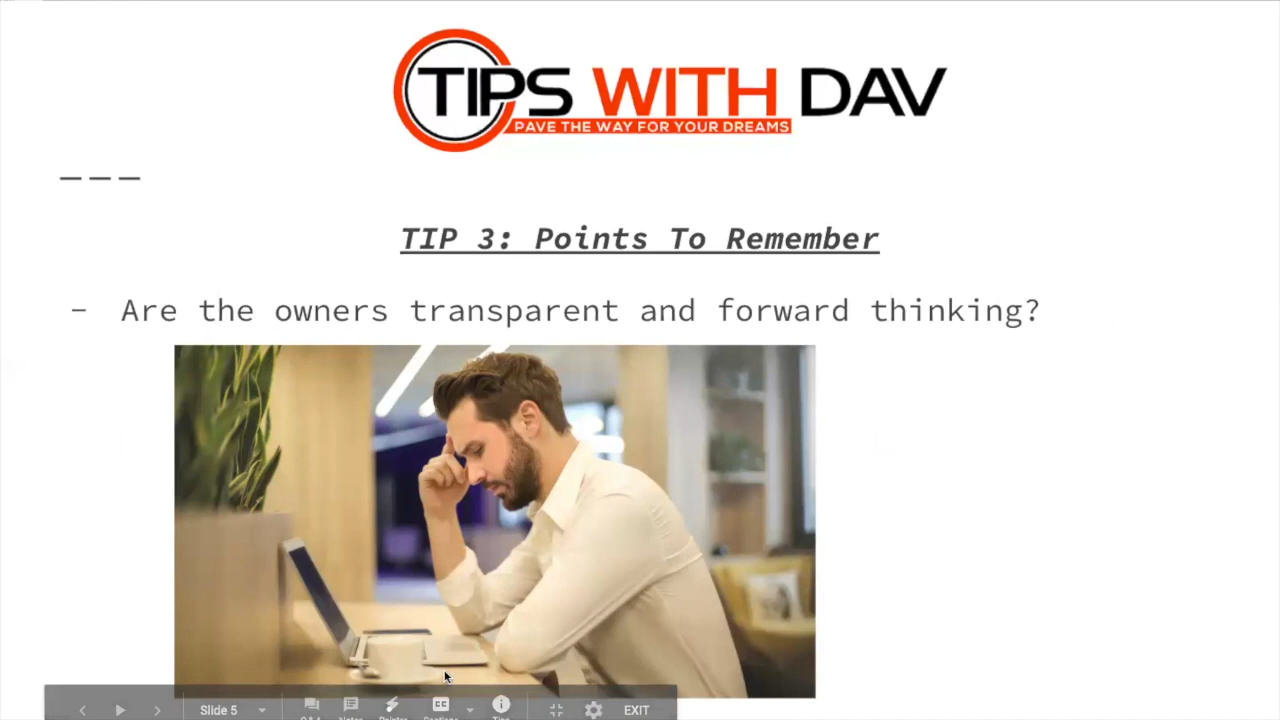 TIPS WITH DAV
PAVE THE WAY FOR YOUR DREAMS
TIP 3: Points To Remember
- Are the owners transparent and forward thinking?
Slide 5
EXIT